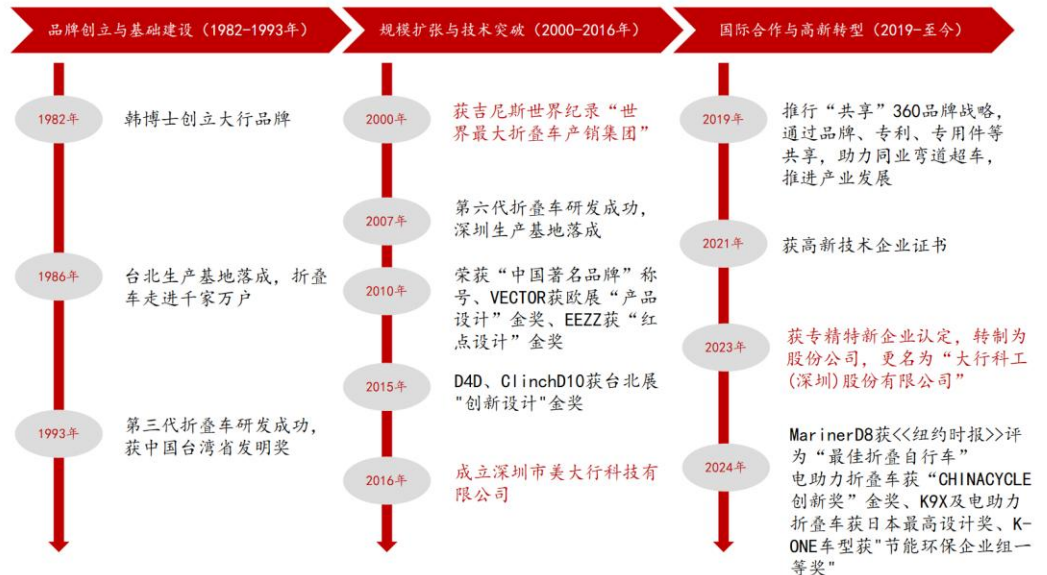 品牌创立与基础建设（1982-1993年）
规模扩张与技术突破（2000-2016年）
国际合作与高新转型（2019-至今）
1982年
韩博士创立大行品牌
1986年
台北生产基地落成，折叠
车走进千家万户
1993年
第三代折叠车研发成功，
获中国台湾省发明奖
2000年
获吉尼斯世界纪录“世
界最大折叠车产销集团”
2007年
第六代折叠车研发成功，
深圳生产基地落成
2010年
荣获“中国著名品牌”称
号、VECTOR获欧展“产品
设计”金奖、EEZZ获“红
点设计”金奖
2015年
D4D、ClinchD10获台北展
"创新设计"金奖
2016年
成立深圳市美大行科技有
限公司
2019年
推行“共享”360品牌战略，
通过品牌、专利、专用件等
共享，助力同业弯道超车，
推进产业发展
2021年
获高新技术企业证书
2023年
获专精特新企业认定，转制为
股份公司，更名为“大行科工
(深圳)股份有限公司”
2024年
MarinerD8获<<纽约时报>>评
为“最佳折叠自行车”
电助力折叠车获“CHINACYCLE
创新奖”金奖、K9X及电助力
折叠车获日本最高设计奖、K-
ONE车型获"节能环保企业组一
等奖"